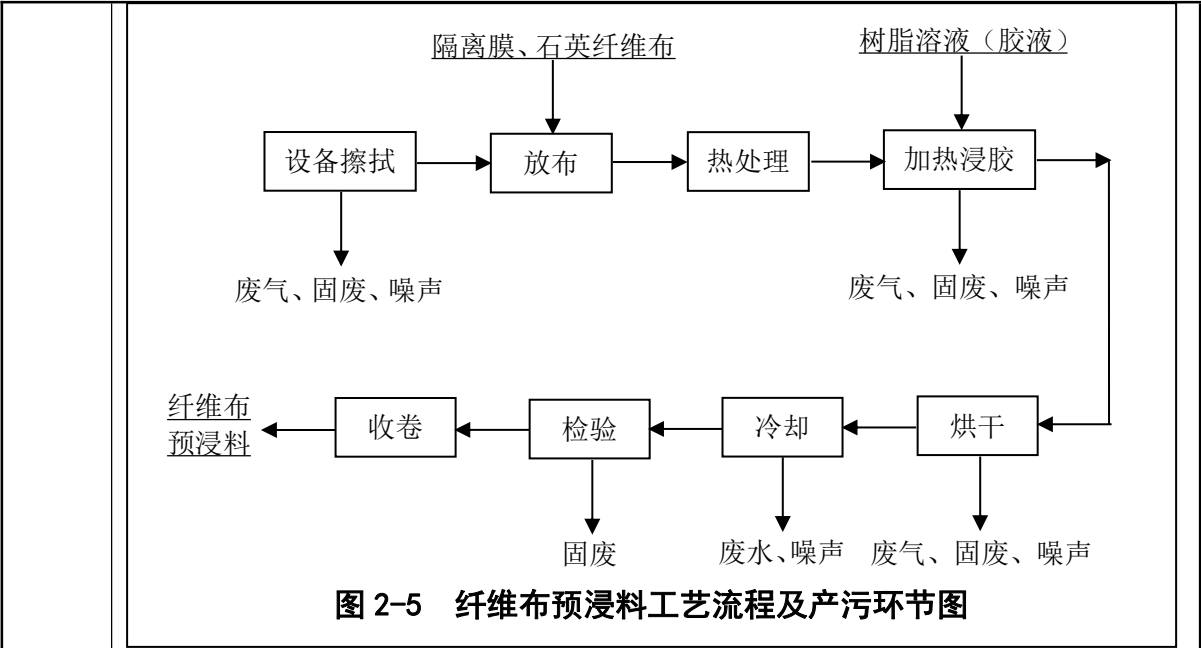 隔离膜、石英纤维布
树脂溶液（胶液）
设备擦拭
放布
热处理
加热浸胶
废气、固废、噪声
废气、固废、噪声
纤维布
预浸料
收卷
检验
冷却
烘干
固废
废水、噪声
废气、固废、噪声
图 2-5 纤维布预浸料工艺流程及产污环节图